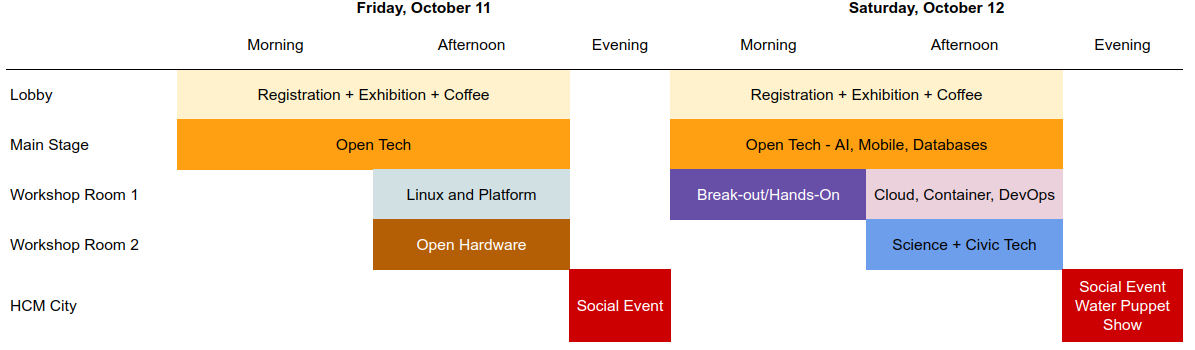 Friday, October 11 Saturday, October 12
Morning Afternoon Evening Morning Afternoon Evening
Lobby Registration + Exhibition + Coffee Registration + Exhibition + Coffee
Main Stage Open Tech Open Tech - AI, Mobile, Databases
Workshop Room 1 Linux and Platform Break-out/Hands-On Cloud, Container, DevOps
Workshop Room 2 Open Hardware Science + Civic Tech
HCM City Social Event Social Event
Water Puppet
Show